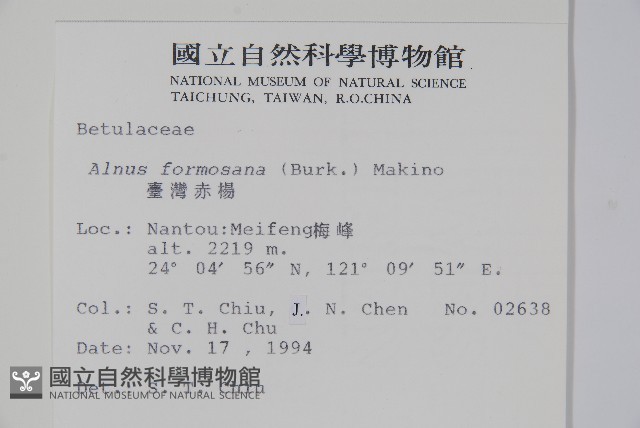 國立自然科學博物館
NATIONAL MUSEUM OF NATURAL SCIENCE
TAICHUNG, TAIWAN, R.O.CHINA
Betulaceae
Alnus formosana (Burk.) Makino
臺灣赤楊
Loc.: Nantou:Meifeng梅峰
alt. 2219 m.
24° 04′ 56″ N, 121° 09′ 51″ E.
Col.: S. T. Chiu, J. N. Chen No. 02638
& C. H. Chu
Date: Nov. 17 , 1994
Det.: S. T. Chiu
國立自然科學博物館
NATIONAL MUSEUM OF NATURAL SCIENCE